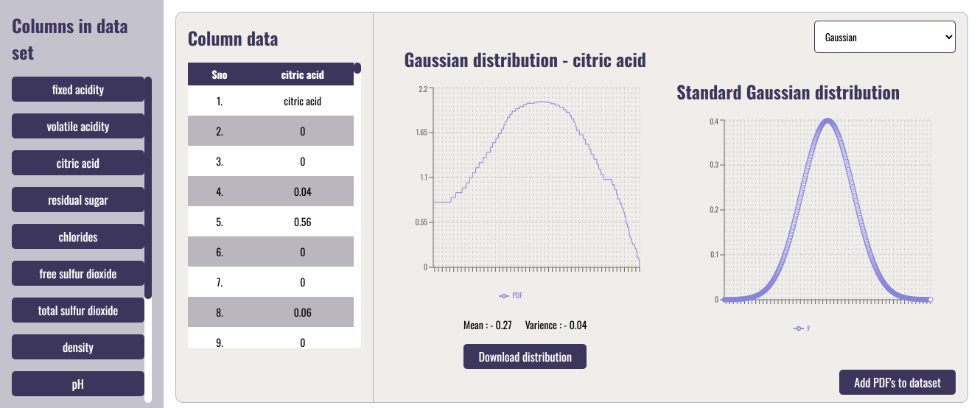 Columns in data
set
fixed acidity
volatile acidity
citric acid
residual sugar
chlorides
free sulfur dioxide
total sulfur dioxide
density
pH
Column data
Sno citric acid
1. citric acid
2. 0
3. 0
4. 0.04
5. 0.56
6. 0
7. 0
8. 0.06
9. 0
Gaussian distribution - citric acid
2.2
1.65
1.1
0.55
0
PDF
Mean : - 0.27 Varience : - 0.04
Download distribution
Gaussian
Standard Gaussian distribution
0.4
0.3
0.2
0.1
0
y
Add PDF's to dataset